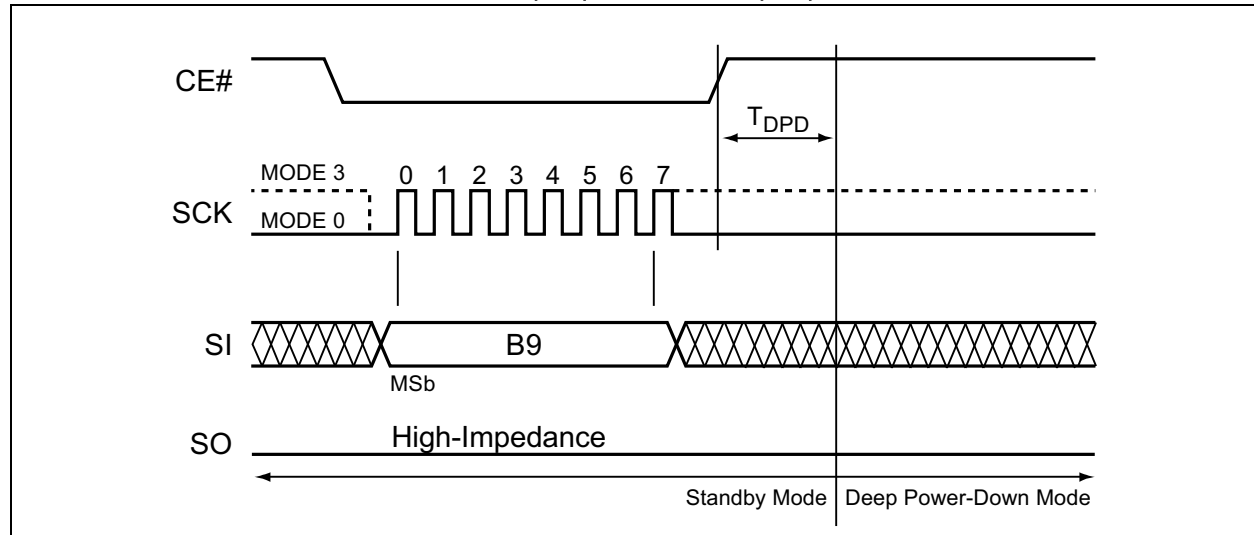 CE#
TDPD
MODE 3
0 1 2 3 4 5 6 7
SCK
MODE 0
SI
B9
MSb
SO
High-Impedance
Standby Mode
Deep Power-Down Mode